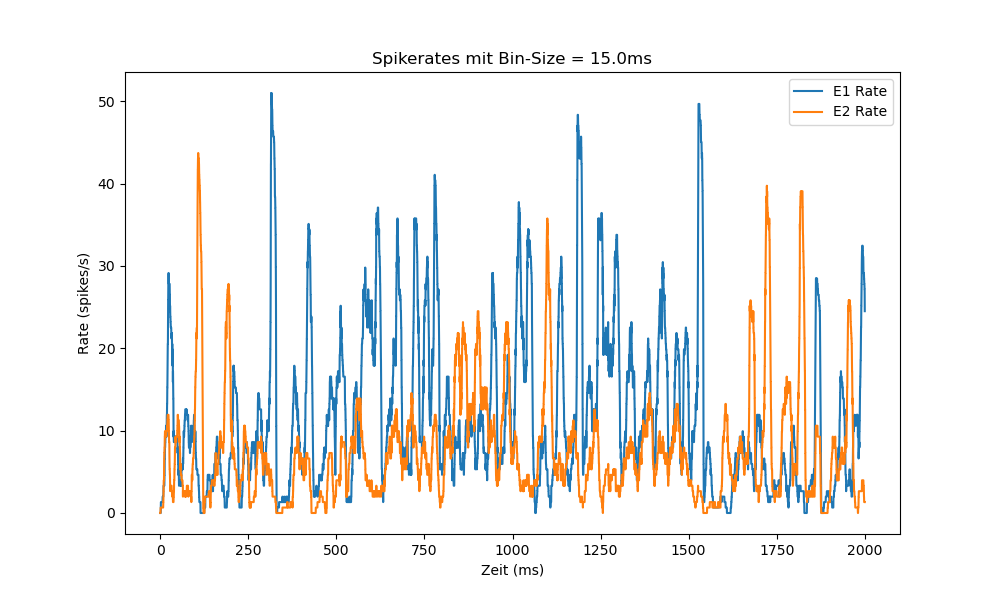 Spikerates mit Bin-Size = 15.0ms
E1 Rate
E2 Rate
50
40
30
20
10
0
Rate (spikes/s)
0 250 500 750 1000 1250 1500 1750 2000
Zeit (ms)